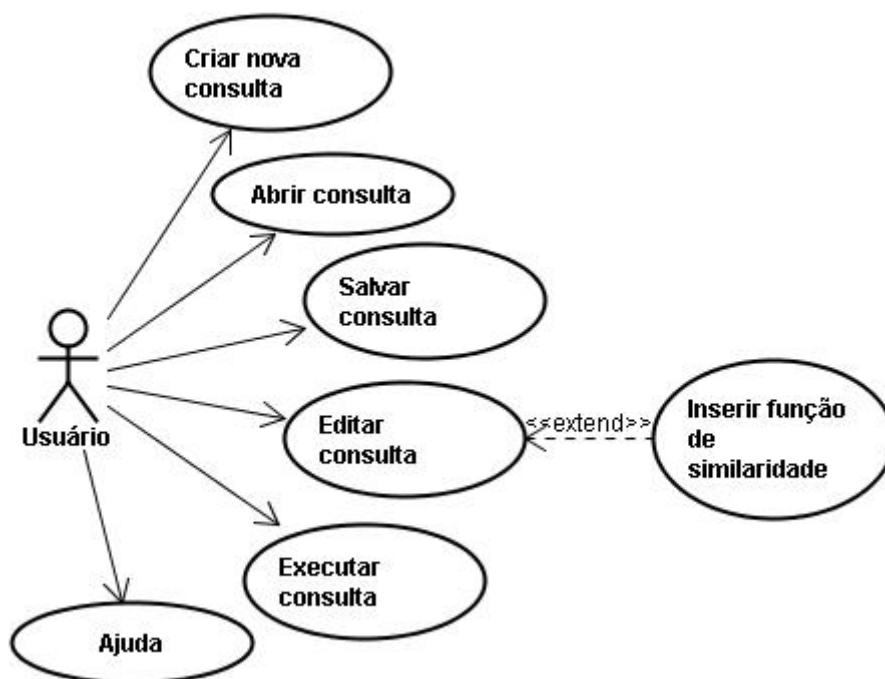 Criar nova
consulta
Abrir consulta
Salvar
consulta
Usuário
Editar
consulta
<<extend>>
Inserir função
de
similaridade
Executar
consulta
Ajuda